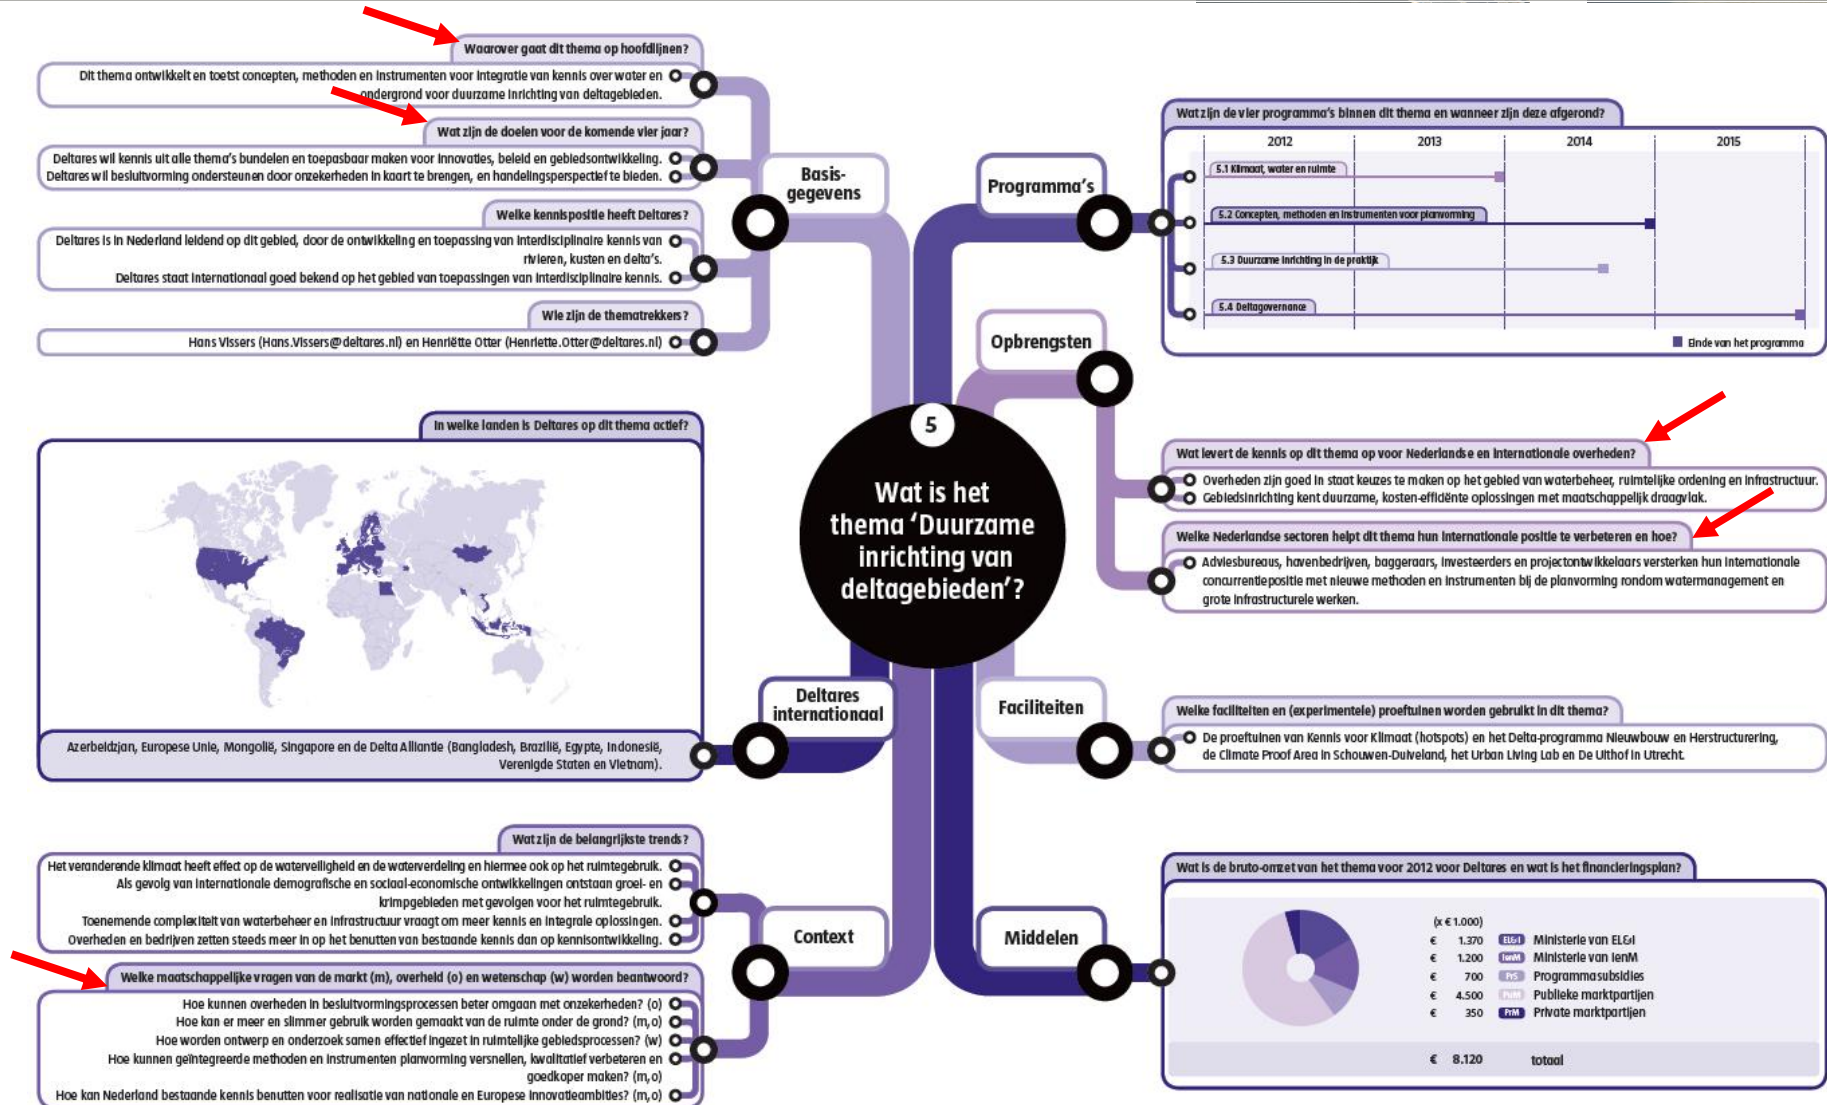 Waarover gaat dit thema op hoofdlijnen?
Dit thema ontwikkelt en toetst concepten, methoden en instrumenten voor integratie van kennis over water en
ondergrond voor duurzame inrichting van deltagebieden.
Wat zijn de doelen voor de komende vier jaar?
Deltares wil kennis uit alle thema's bundelen en toepasbaar maken voor innovaties, beleid en gebiedsontwikkeling.
Deltares wil besluitvorming ondersteunen door onzekerheden in kaart te brengen, en handelingsperspectief te bieden.
Welke kennispositie heeft Deltares?
Deltares is in Nederland leidend op dit gebied, door de ontwikkeling en toepassing van interdisciplinaire kennis van
rivieren, kusten en delta's.
Deltares staat internationaal goed bekend op het gebied van toepassingen van interdisciplinaire kennis.
Wie zijn de thematrekkers?
Hans Vissers (Hans.Vissers@deltares.nl) en Henriëtte Otter (Henriette.Otter@deltares.nl)
Basis-
gegevens
Programma's
Wat zijn de vier programma's binnen dit thema en wanneer zijn deze afgerond?
2012 2013 2014 2015
5.1 Klimaat, water en ruimte
5.2 Concepten, methoden en instrumenten voor planvorming
5.3 Duurzame inrichting in de praktijk
5.4 Deltagovernance
Einde van het programma
Opbrengsten
Wat levert de kennis op dit thema op voor Nederlandse en internationale overheden?
Overheden zijn goed in staat keuzes te maken op het gebied van waterbeheer, ruimtelijke ordening en infrastructuur.
Gebiedsinrichting kent duurzame, kosten-efficiënte oplossingen met maatschappelijk draagvlak.
Welke Nederlandse sectoren helpt dit thema hun internationale positie te verbeteren en hoe?
Adviesbureaus, havenbedrijven, baggeraars, investeerders en projectontwikkelaars versterken hun internationale
concurrentiepositie met nieuwe methoden en instrumenten bij de planvorming rondom watermanagement en
grote infrastructurele werken.
5
Wat is het
thema 'Duurzame
inrichting van
deltagebieden'?
In welke landen is Deltares op dit thema actief?
Azerbeidzjan, Europese Unie, Mongolië, Singapore en de Delta Alliantie (Bangladesh, Brazilië, Egypte, Indonesië,
Verenigde Staten en Vietnam).
Deltares
internationaal
Faciliteiten
Welke faciliteiten en (experimentele) proeftuinen worden gebruikt in dit thema?
De proeftuinen van Kennis voor Klimaat (hotspots) en het Delta-programma Nieuwbouw en Herstructurering,
de Climate Proof Area in Schouwen-Duiveland, het Urban Living Lab en De Uithof in Utrecht.
Wat zijn de belangrijkste trends?
Het veranderende klimaat heeft effect op de waterveiligheid en de waterverdeling en hiermee ook op het ruimtegebruik.
Als gevolg van internationale demografische en sociaal-economische ontwikkelingen ontstaan groei- en
krimpgebieden met gevolgen voor het ruimtegebruik.
Toenemende complexiteit van waterbeheer en infrastructuur vraagt om meer kennis en integrale oplossingen.
Overheden en bedrijven zetten steeds meer in op het benutten van bestaande kennis dan op kennisontwikkeling.
Context
Welke maatschappelijke vragen van de markt (m), overheid (o) en wetenschap (w) worden beantwoord?
Hoe kunnen overheden in besluitvormingsprocessen beter omgaan met onzekerheden? (o)
Hoe kan er meer en slimmer gebruik worden gemaakt van de ruimte onder de grond? (m,o)
Hoe worden ontwerp en onderzoek samen effectief ingezet in ruimtelijke gebiedsprocessen? (w)
Hoe kunnen geïntegreerde methoden en instrumenten planvorming versnellen, kwalitatief verbeteren en
goedkoper maken? (m,o)
Hoe kan Nederland bestaande kennis benutten voor realisatie van nationale en Europese innovatieambities? (m,o)
Middelen
Wat is de bruto-omzet van het thema voor 2012 voor Deltares en wat is het financieringsplan?
(x € 1.000)
€ 1.370 EL&I Ministerie van EL&I
€ 1.200 IenM Ministerie van IenM
€ 700 PrS Programmasubsidies
€ 4.500 PuM Publieke marktpartijen
€ 350 PrM Private marktpartijen
€ 8.120 totaal